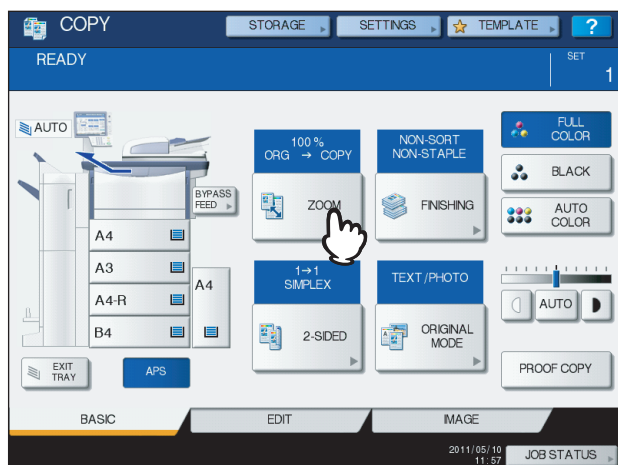 COPY
STORAGE
SETTINGS
TEMPLATE
?
READY
SET
1
AUTO
BYPASS
FEED
A4
A3
A4-R
B4
A4
EXIT
TRAY
APS
100 %
ORG → COPY
ZOOM
NON-SORT
NON-STAPLE
FINISHING
1→1
SIMPLEX
2-SIDED
TEXT/PHOTO
ORIGINAL
MODE
FULL
COLOR
BLACK
AUTO
COLOR
AUTO
PROOF COPY
BASIC
EDIT
IMAGE
2011/05/10
11:57
JOB STATUS